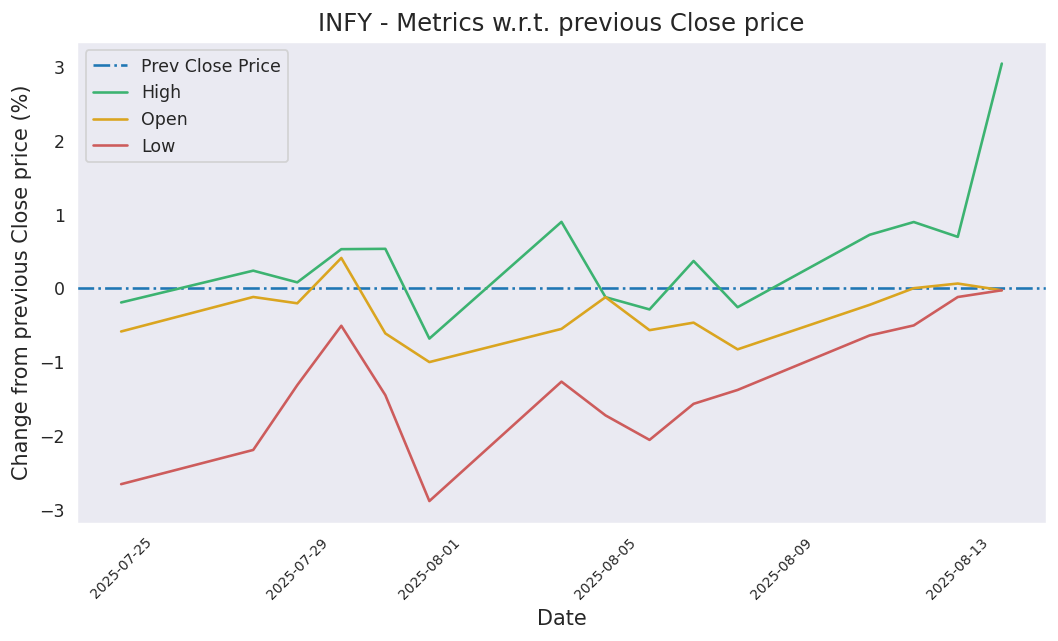 INFY - Metrics w.r.t. previous Close price
Prev Close Price
High
Open
Low
Change from previous Close price (%)
3
2
1
0
−1
−2
−3
2025-07-25
2025-07-29
2025-08-01
2025-08-05
2025-08-09
2025-08-13
Date